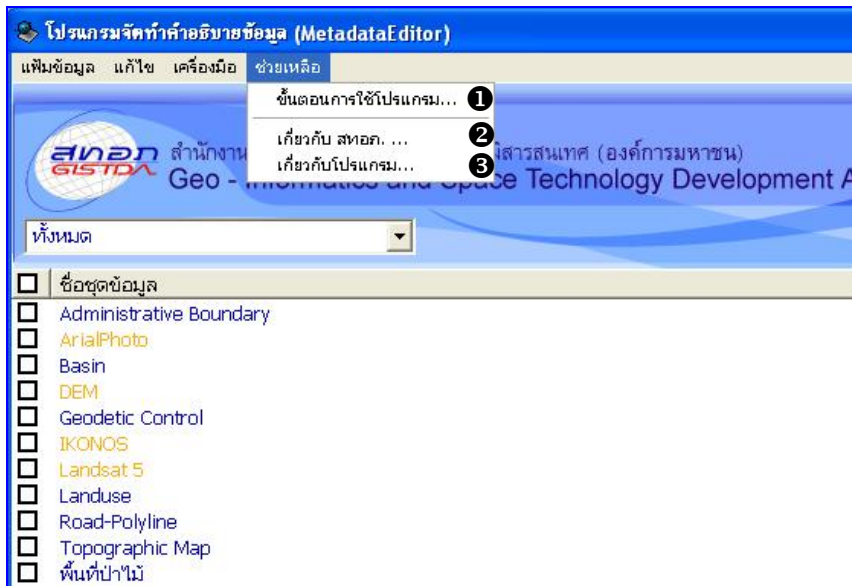 โปรแกรมจัดทำคำอธิบายข้อมูล (MetadataEditor)
แฟ้มข้อมูล แก้ไข เครื่องมือ ช่วยเหลือ
ขั้นตอนการใช้โปรแกรม... ❶
เกี่ยวกับ สทอภ. ... ❷
เกี่ยวกับโปรแกรม... ❸
สทอภ
GISTDA
สำนักงาน มิสารสนเทศ (องค์การมหาชน)
Geo - Informatics and Space Technology Development A
ทั้งหมด
ชื่อชุดข้อมูล
Administrative Boundary
ArialPhoto
Basin
DEM
Geodetic Control
IKONOS
Landsat 5
Landuse
Road-Polyline
Topographic Map
พื้นที่ป่าไม้